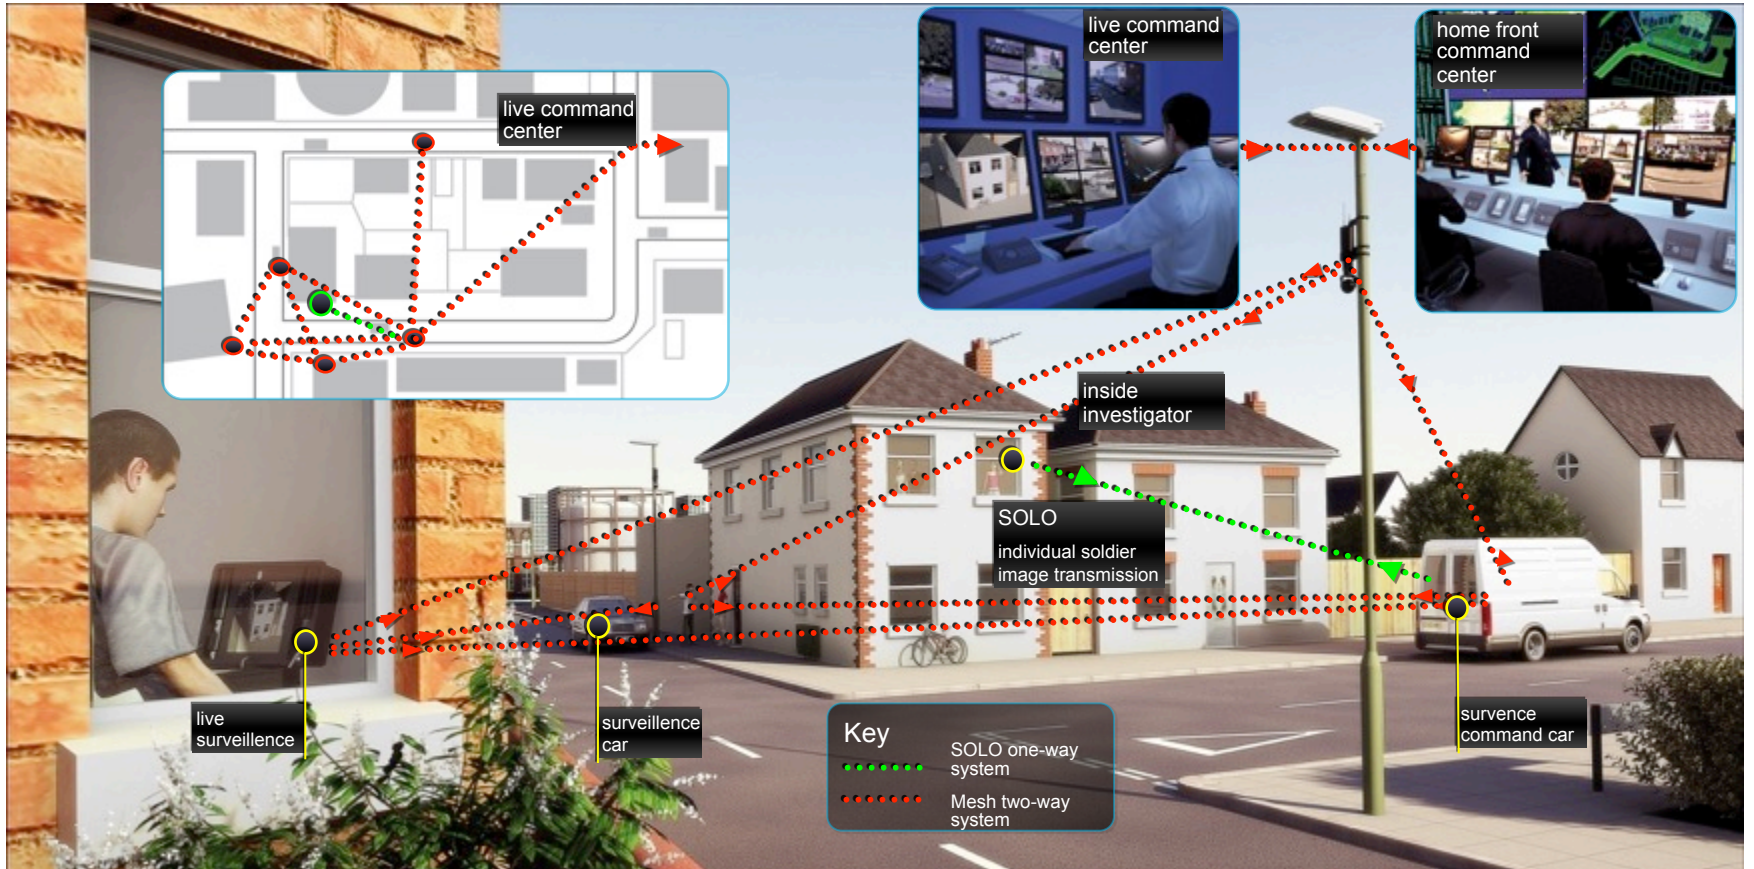 live command
center
live command
center
home front
command
center
inside
investigator
SOLO
individual soldier
image transmission
live
surveillence
surveillence
car
survence
command car
Key
SOLO one-way
system
Mesh two-way
system